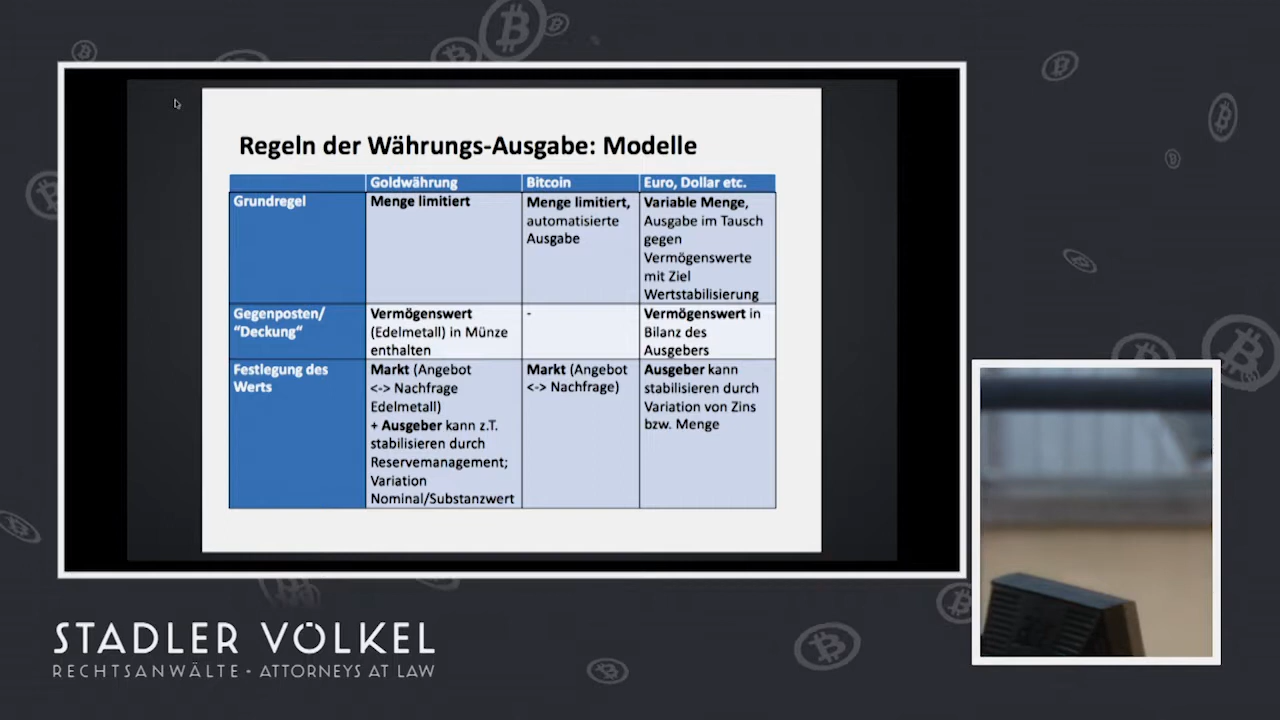 Regeln der Währungs-Ausgabe: Modelle
Goldwährung
Bitcoin
Euro, Dollar etc.
Grundregel
Menge limitiert
Menge limitiert,
automatisierte
Ausgabe
Variable Menge,
Ausgabe im Tausch
gegen
Vermögenswerte
mit Ziel
Wertstabilisierung
Gegenposten/
“Deckung“
Vermögenswert
(Edelmetall) in Münze
enthalten
-
Vermögenswert in
Bilanz des
Ausgebers
Festlegung des
Werts
Markt (Angebot
<-> Nachfrage
Edelmetall)
+ Ausgeber kann z.T.
stabilisieren durch
Reservemanagement;
Variation
Nominal/Substanzwert
Markt (Angebot
<-> Nachfrage)
Ausgeber kann
stabilisieren durch
Variation von Zins
bzw. Menge
STADLER VÖLKEL
RECHTSANWÄLTE - ATTORNEYS AT LAW